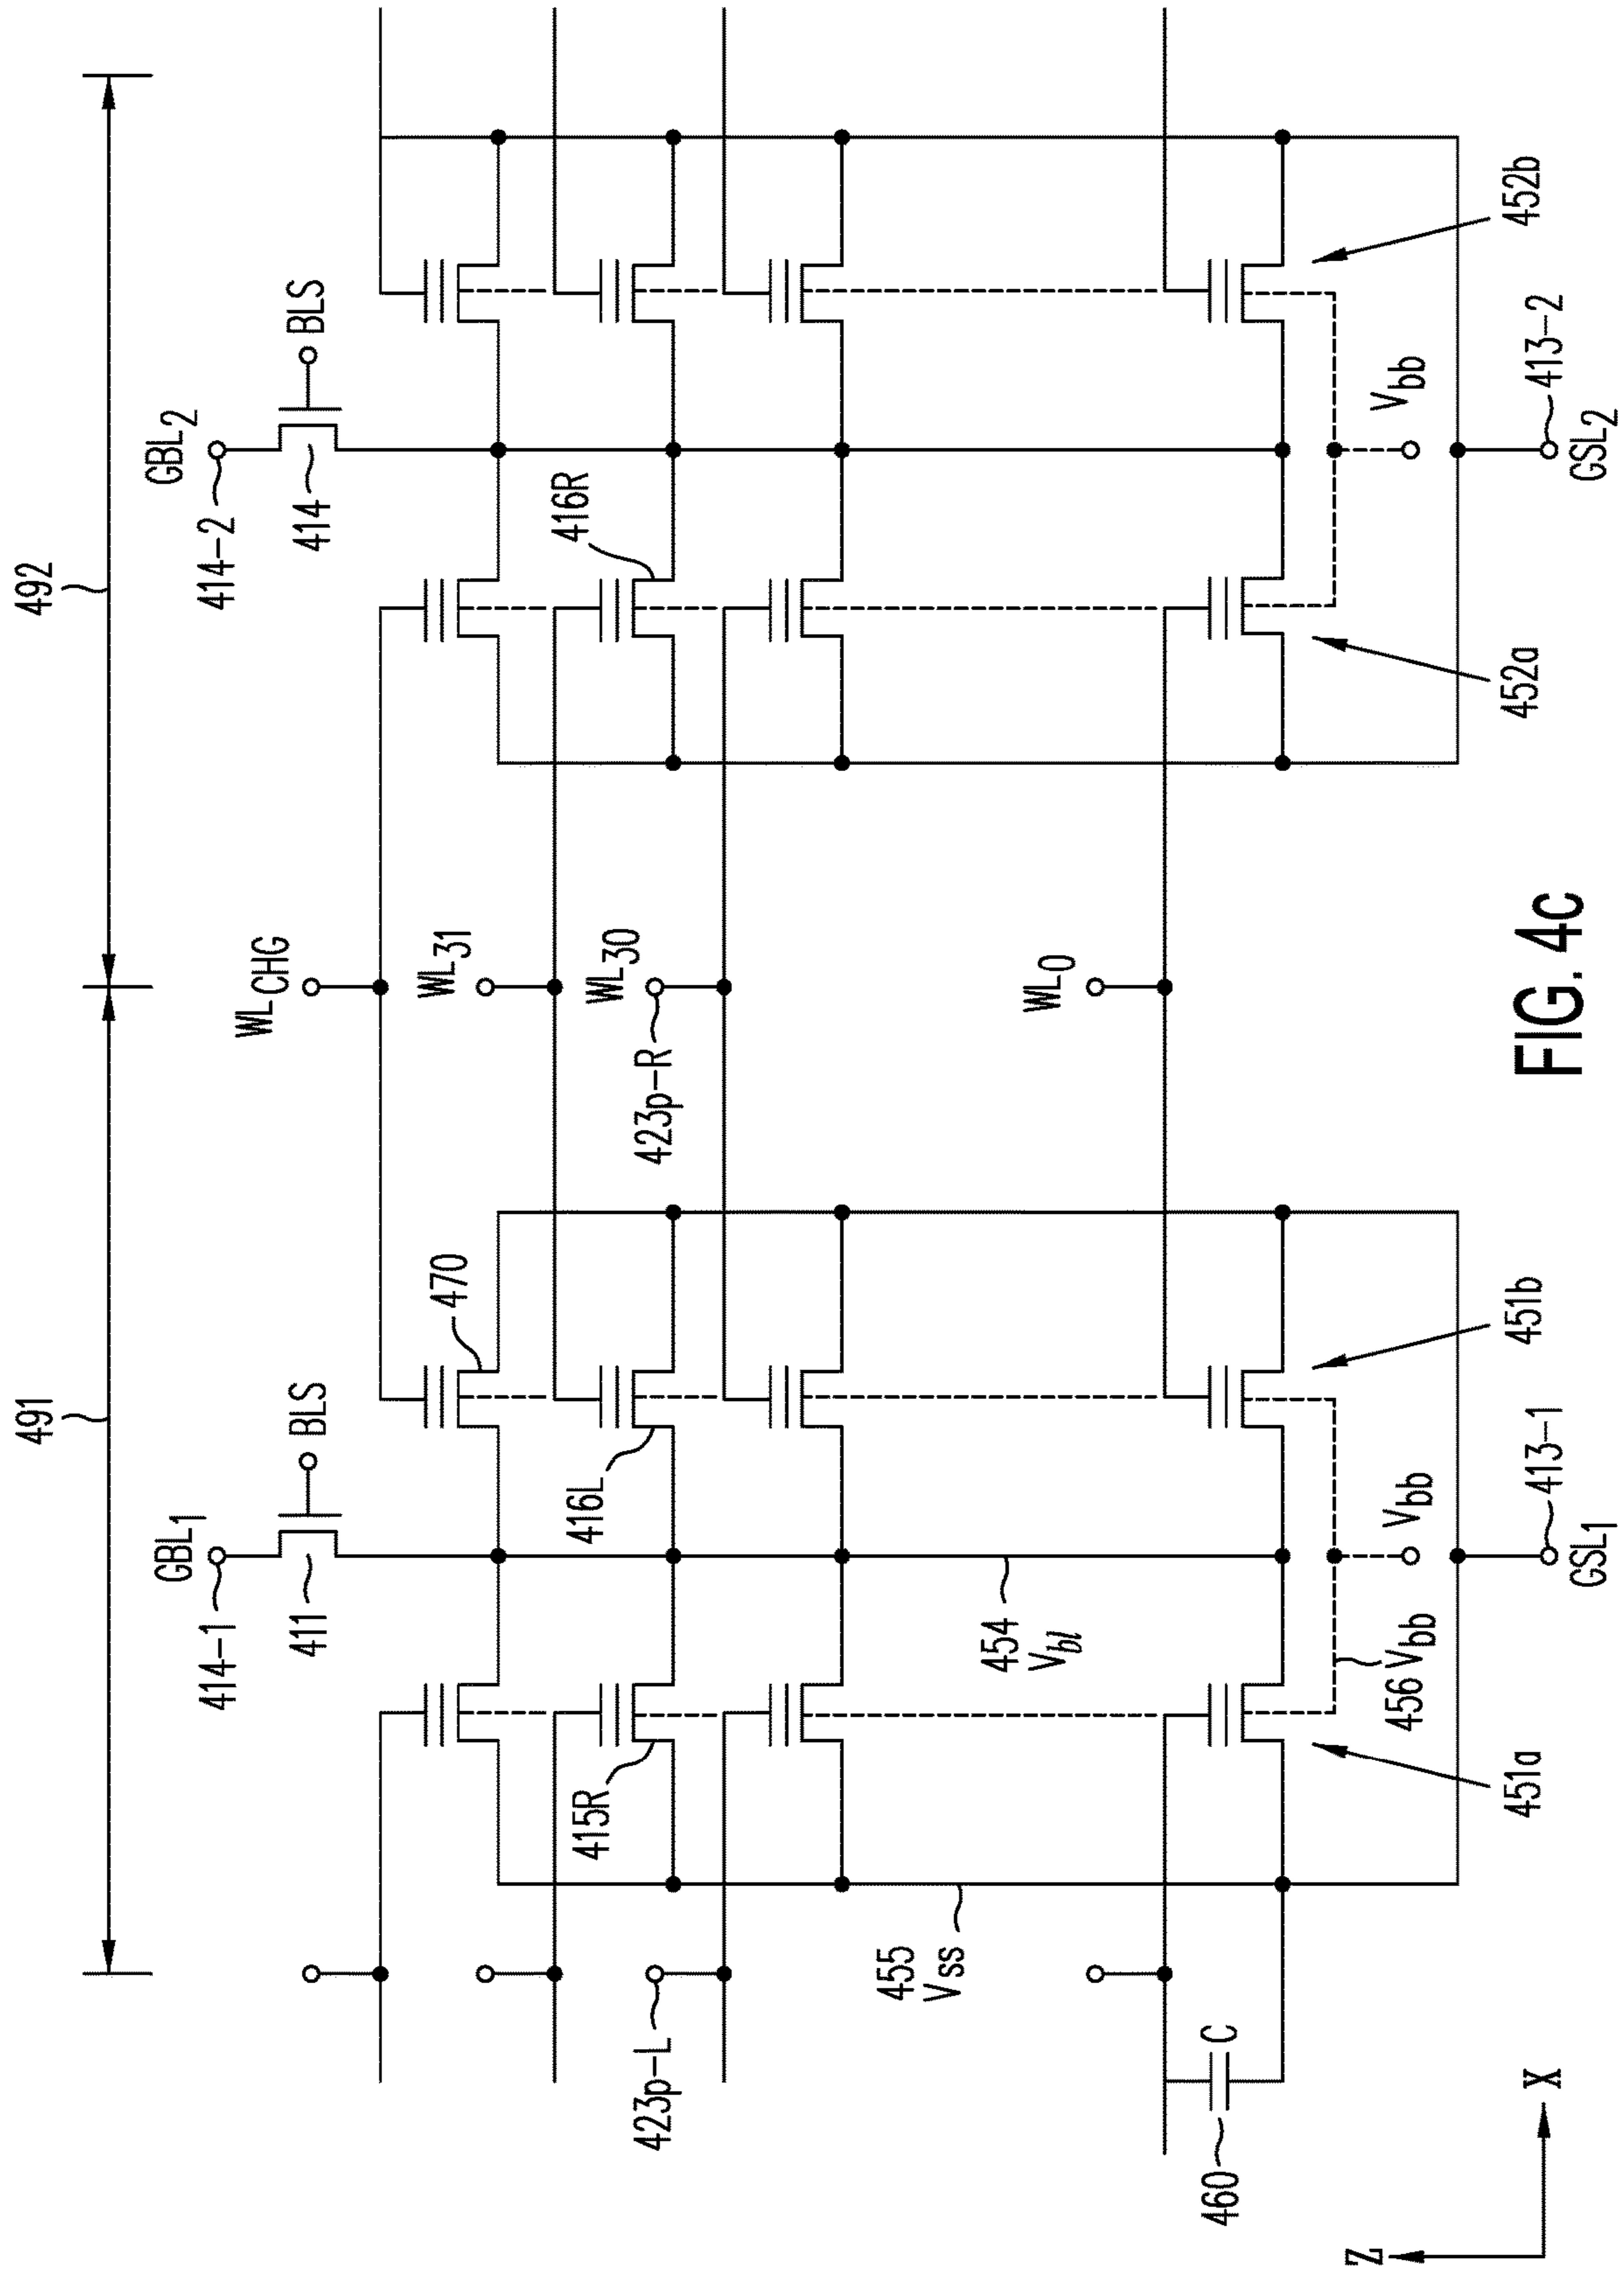 491
492
GBL1
GBL2
414-1
414-2
BLS
BLS
411
414
WLCHG
470
WL31
415R
416L
416R
423p-L
WL30
423p-R
455
Vss
454
Vbl
WL0
460
C
456 Vbb
Vbb
Vbb
451a
451b
452a
452b
413-1
413-2
GSL1
GSL2
Z
X
FIG. 4c